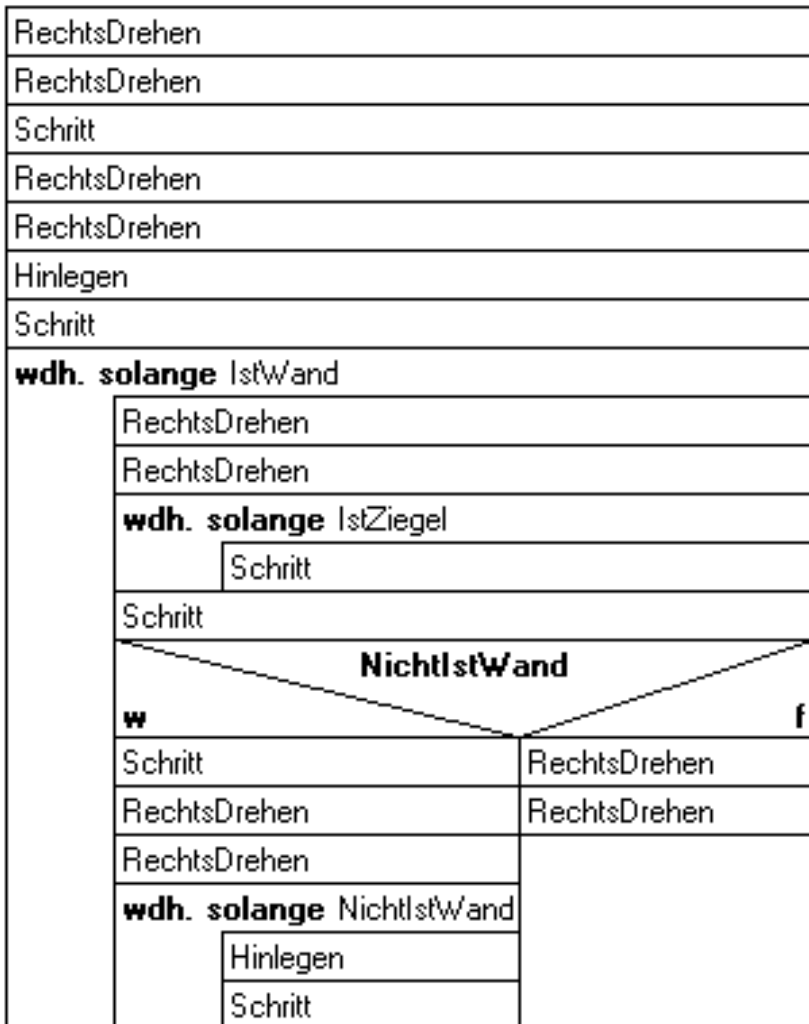 RechtsDrehen
RechtsDrehen
Schritt
RechtsDrehen
RechtsDrehen
Hinlegen
Schritt
wdh. solange IstWand
RechtsDrehen
RechtsDrehen
wdh. solange IstZiegel
Schritt
Schritt
NichtIstWand
w f
Schritt RechtsDrehen
RechtsDrehen RechtsDrehen
RechtsDrehen
wdh. solange NichtIstWand
Hinlegen
Schritt